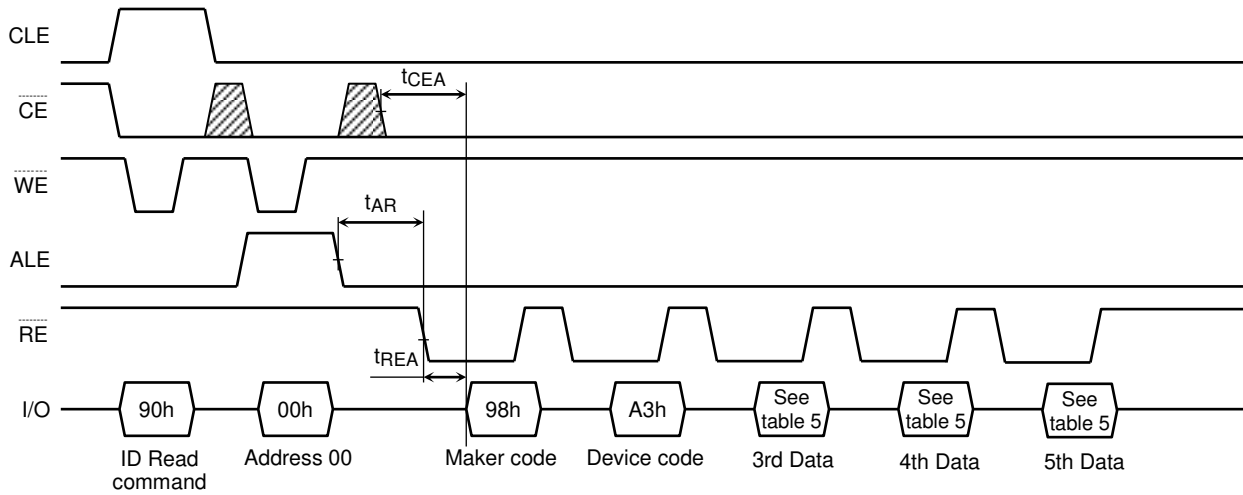 CLE
tCEA
CE
WE
tAR
ALE
RE
tREA
I/O
90h
00h
98h
A3h
See
table 5
See
table 5
See
table 5
ID Read
command
Address 00
Maker code
Device code
3rd Data
4th Data
5th Data